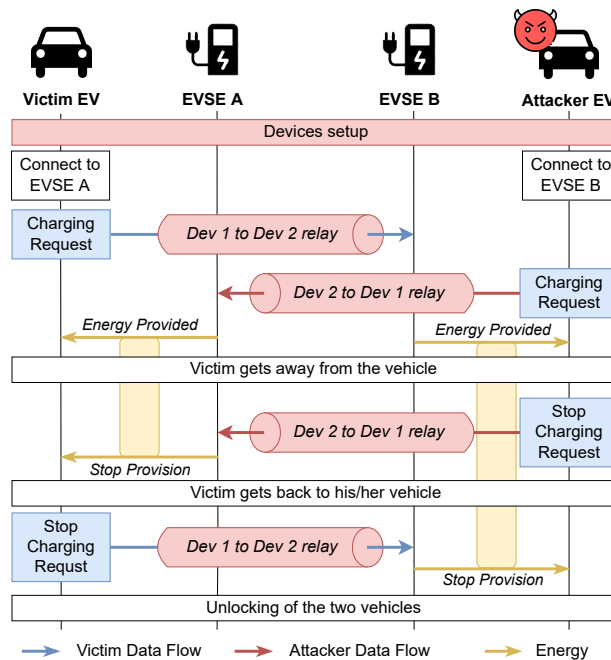 Victim EV
EVSE A
EVSE B
Attacker EV
Devices setup
Connect to
EVSE A
Connect to
EVSE B
Charging
Request
Dev 1 to Dev 2 relay
Dev 2 to Dev 1 relay
Charging
Request
Energy Provided
Energy Provided
Victim gets away from the vehicle
Dev 2 to Dev 1 relay
Stop
Charging
Request
Stop Provision
Victim gets back to his/her vehicle
Stop
Charging
Requst
Dev 1 to Dev 2 relay
Stop Provision
Unlocking of the two vehicles
Victim Data Flow
Attacker Data Flow
Energy